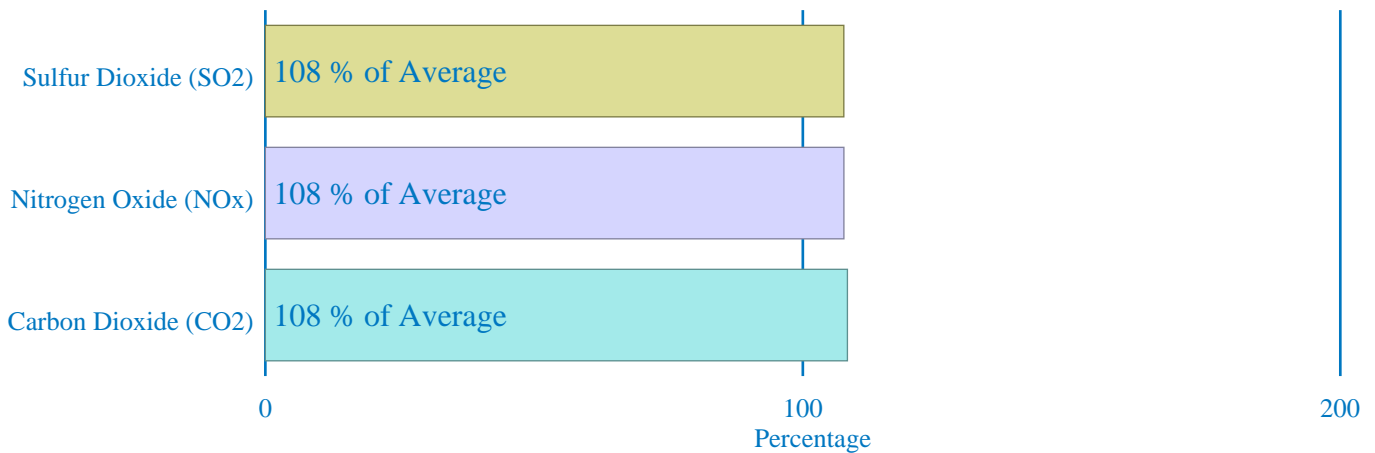 Sulfur Dioxide (SO2)
108 % of Average
Nitrogen Oxide (NOx)
108 % of Average
Carbon Dioxide (CO2)
108 % of Average
0
100
200
Percentage